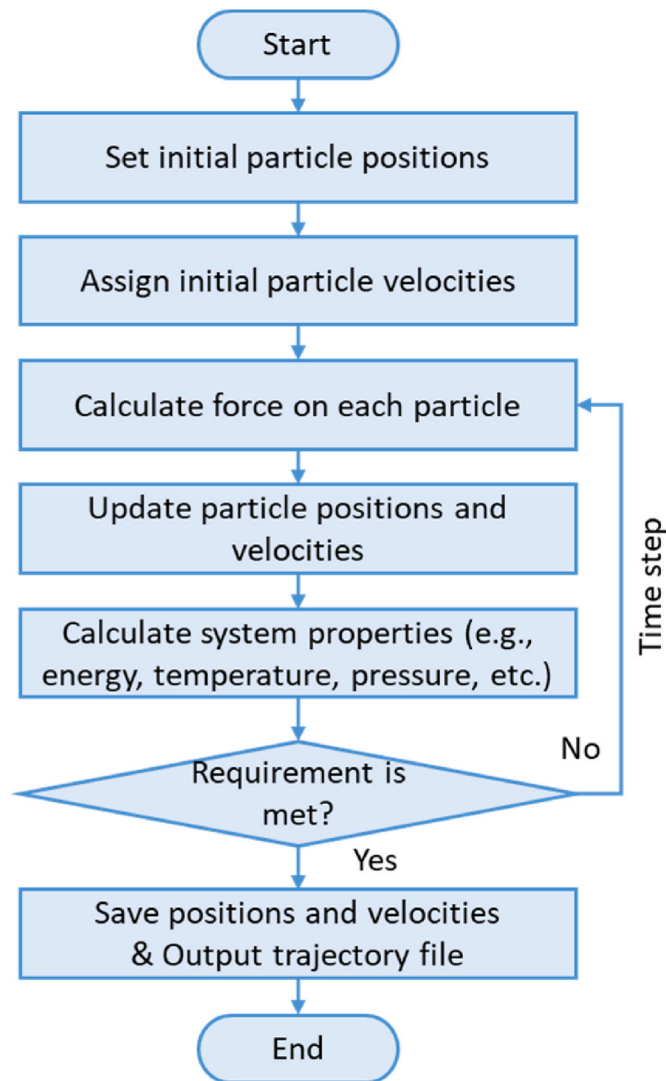 Start
Set initial particle positions
Assign initial particle velocities
Calculate force on each particle
Update particle positions and
velocities
Calculate system properties (e.g.,
energy, temperature, pressure, etc.)
Time step
Requirement is
met?
No
Yes
Save positions and velocities
& Output trajectory file
End